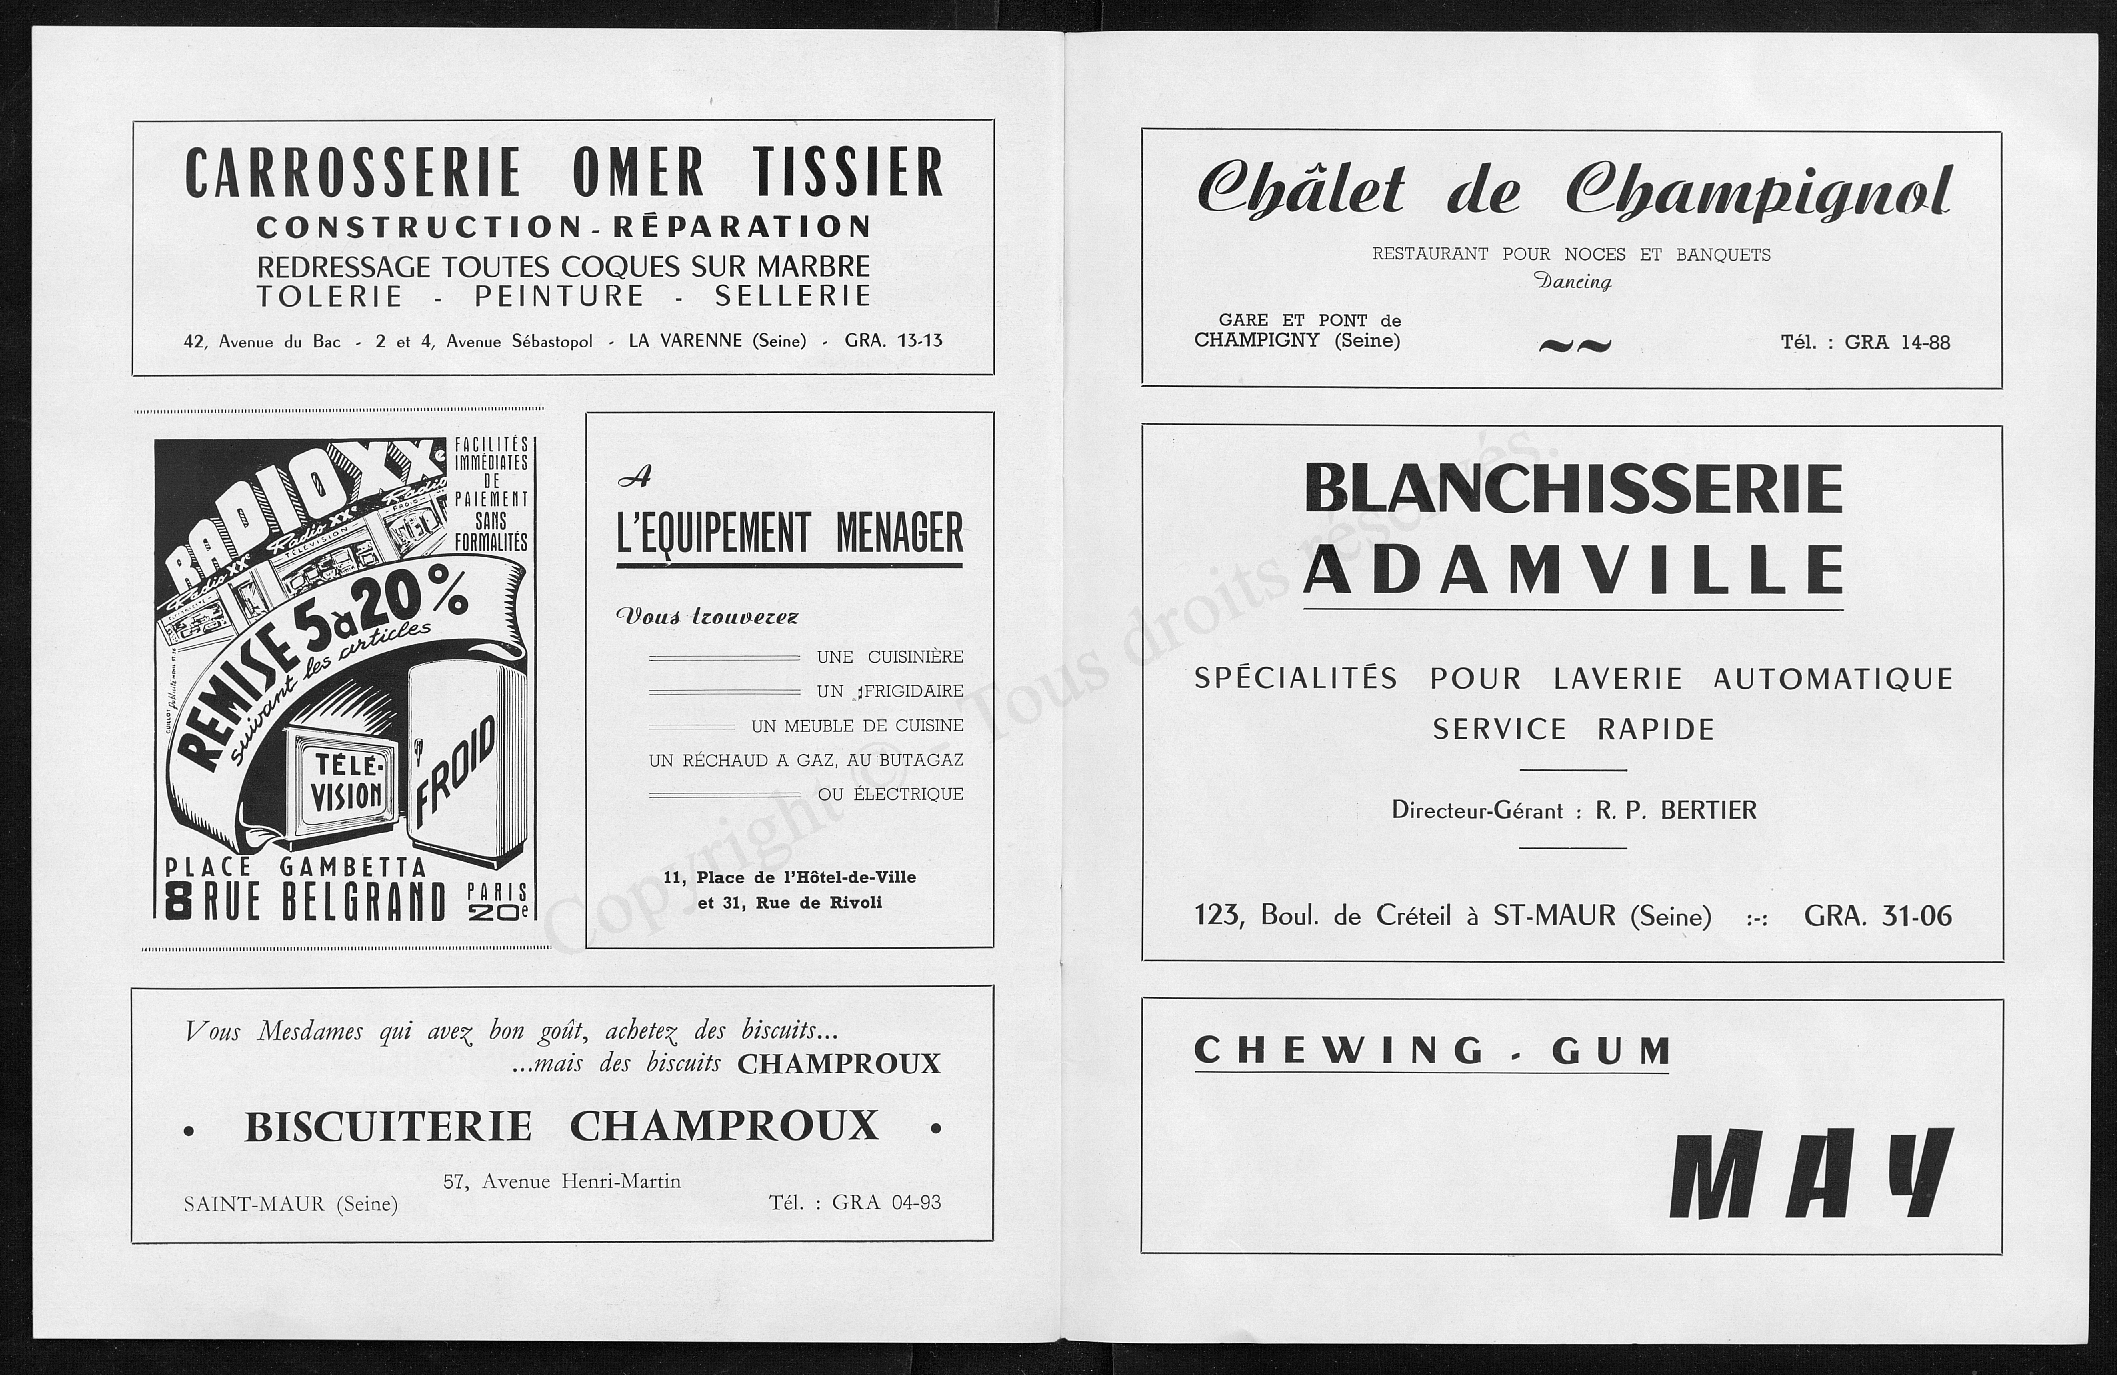 CARROSSERIE OMER TISSIER
CONSTRUCTION - RÉPARATION
REDRESSAGE TOUTES COQUES SUR MARBRE
TOLERIE - PEINTURE - SELLERIE
42, Avenue du Bac - 2 et 4, Avenue Sébastopol - LA VARENNE (Seine) - GRA. 13-13
RADIO XXe
FACILITÉS
IMMÉDIATES
DE
PAIEMENT
SANS
FORMALITÉS
Radio XX
Radio XX
TÉLÉVISION
Radio
FROID
REMISE 5 à 20 %
suivant les articles
TÉLÉ-
VISION
FROID
PLACE GAMBETTA
8 RUE BELGRAND PARIS 20e
A
L'EQUIPEMENT MENAGER
Vous trouverez
UNE CUISINIÈRE
UN FRIGIDAIRE
UN MEUBLE DE CUISINE
UN RÉCHAUD A GAZ, AU BUTAGAZ
OU ÉLECTRIQUE
11, Place de l'Hôtel-de-Ville
et 31, Rue de Rivoli
Vous Mesdames qui avez bon goût, achetez des biscuits...
...mais des biscuits CHAMPROUX
• BISCUITERIE CHAMPROUX •
57, Avenue Henri-Martin
SAINT-MAUR (Seine) Tél. : GRA 04-93
Châlet de Champignol
RESTAURANT POUR NOCES ET BANQUETS
Dancing
GARE ET PONT de
CHAMPIGNY (Seine) Tél. : GRA 14-88
BLANCHISSERIE
ADAMVILLE
SPÉCIALITÉS POUR LAVERIE AUTOMATIQUE
SERVICE RAPIDE
Directeur-Gérant : R. P. BERTIER
123, Boul. de Créteil à ST-MAUR (Seine) :-: GRA. 31-06
CHEWING - GUM
MAY
Copyright © - Tous droits réservés.